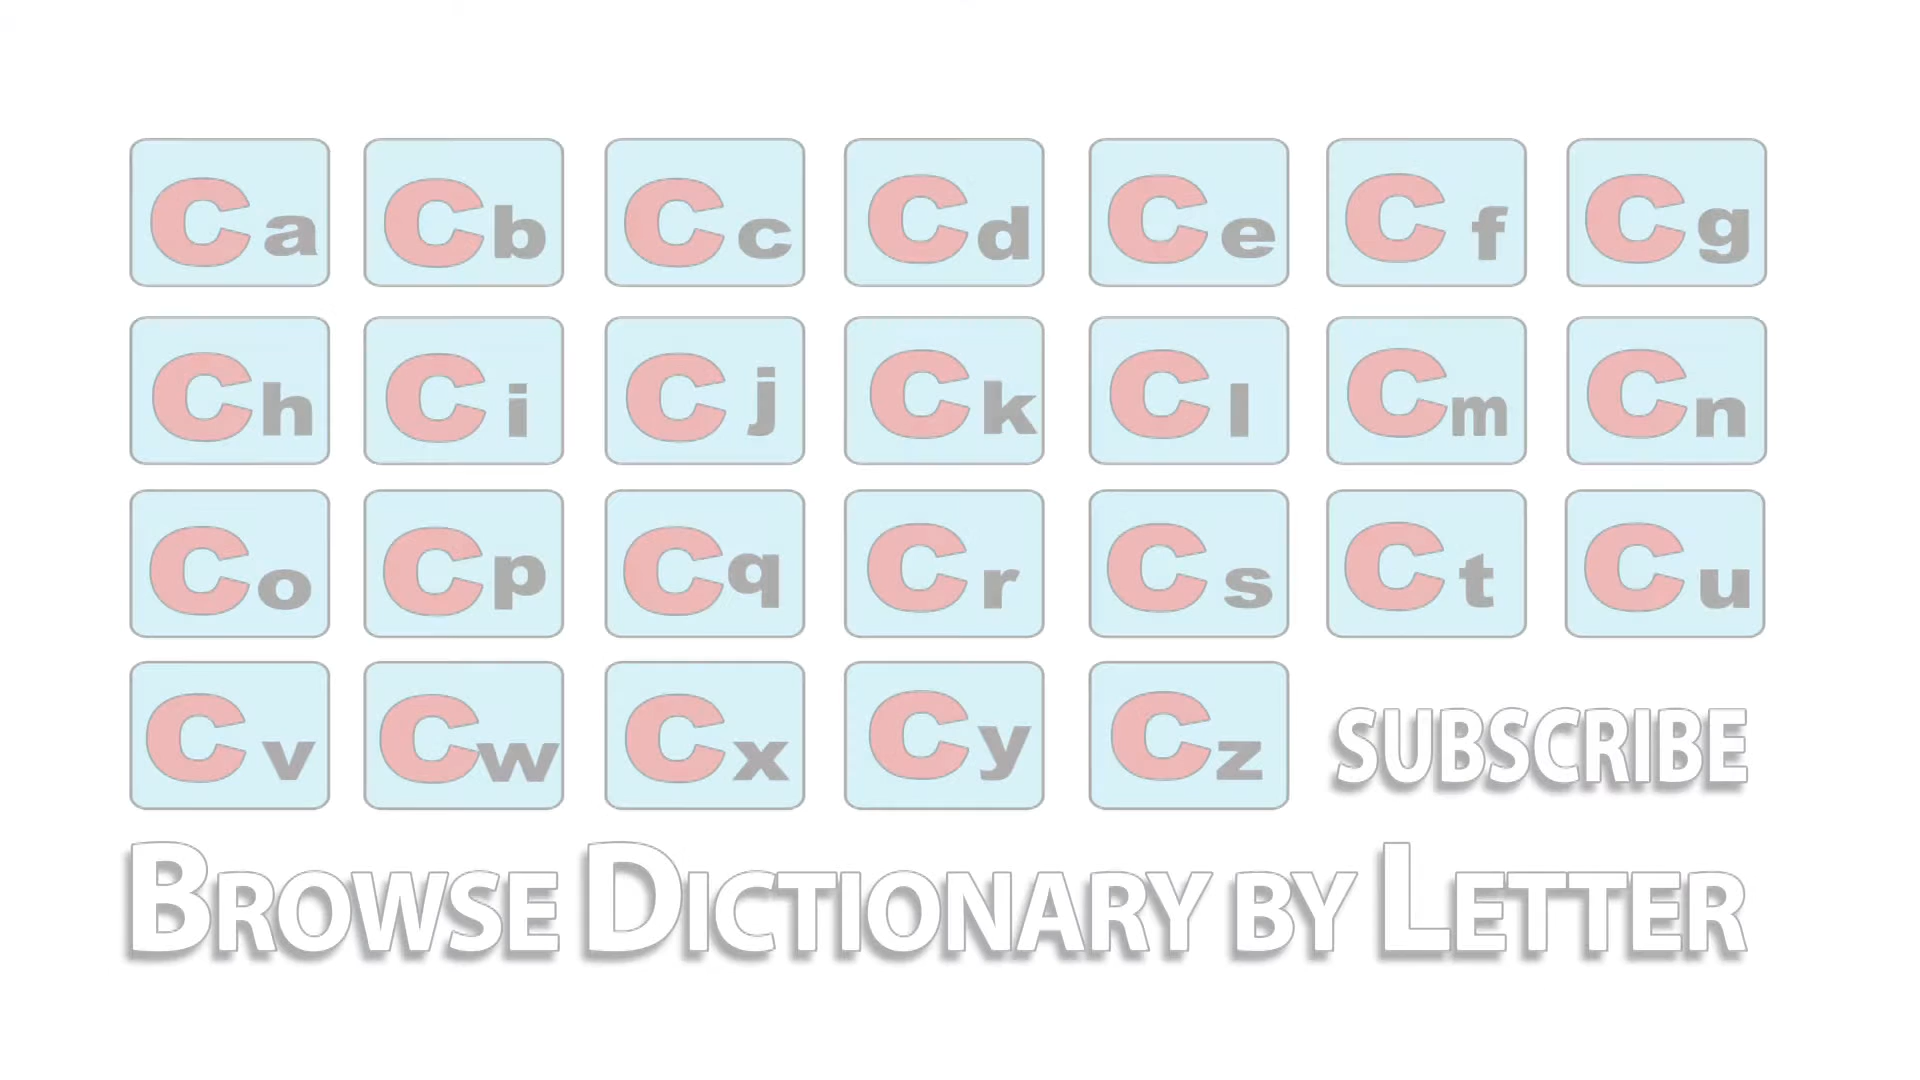 Ca Cb Cc Cd Ce Cf Cg
Ch Ci Cj Ck Cl Cm Cn
Co Cp Cq Cr Cs Ct Cu
Cv Cw Cx Cy Cz SUBSCRIBE
BROWSE DICTIONARY BY LETTER